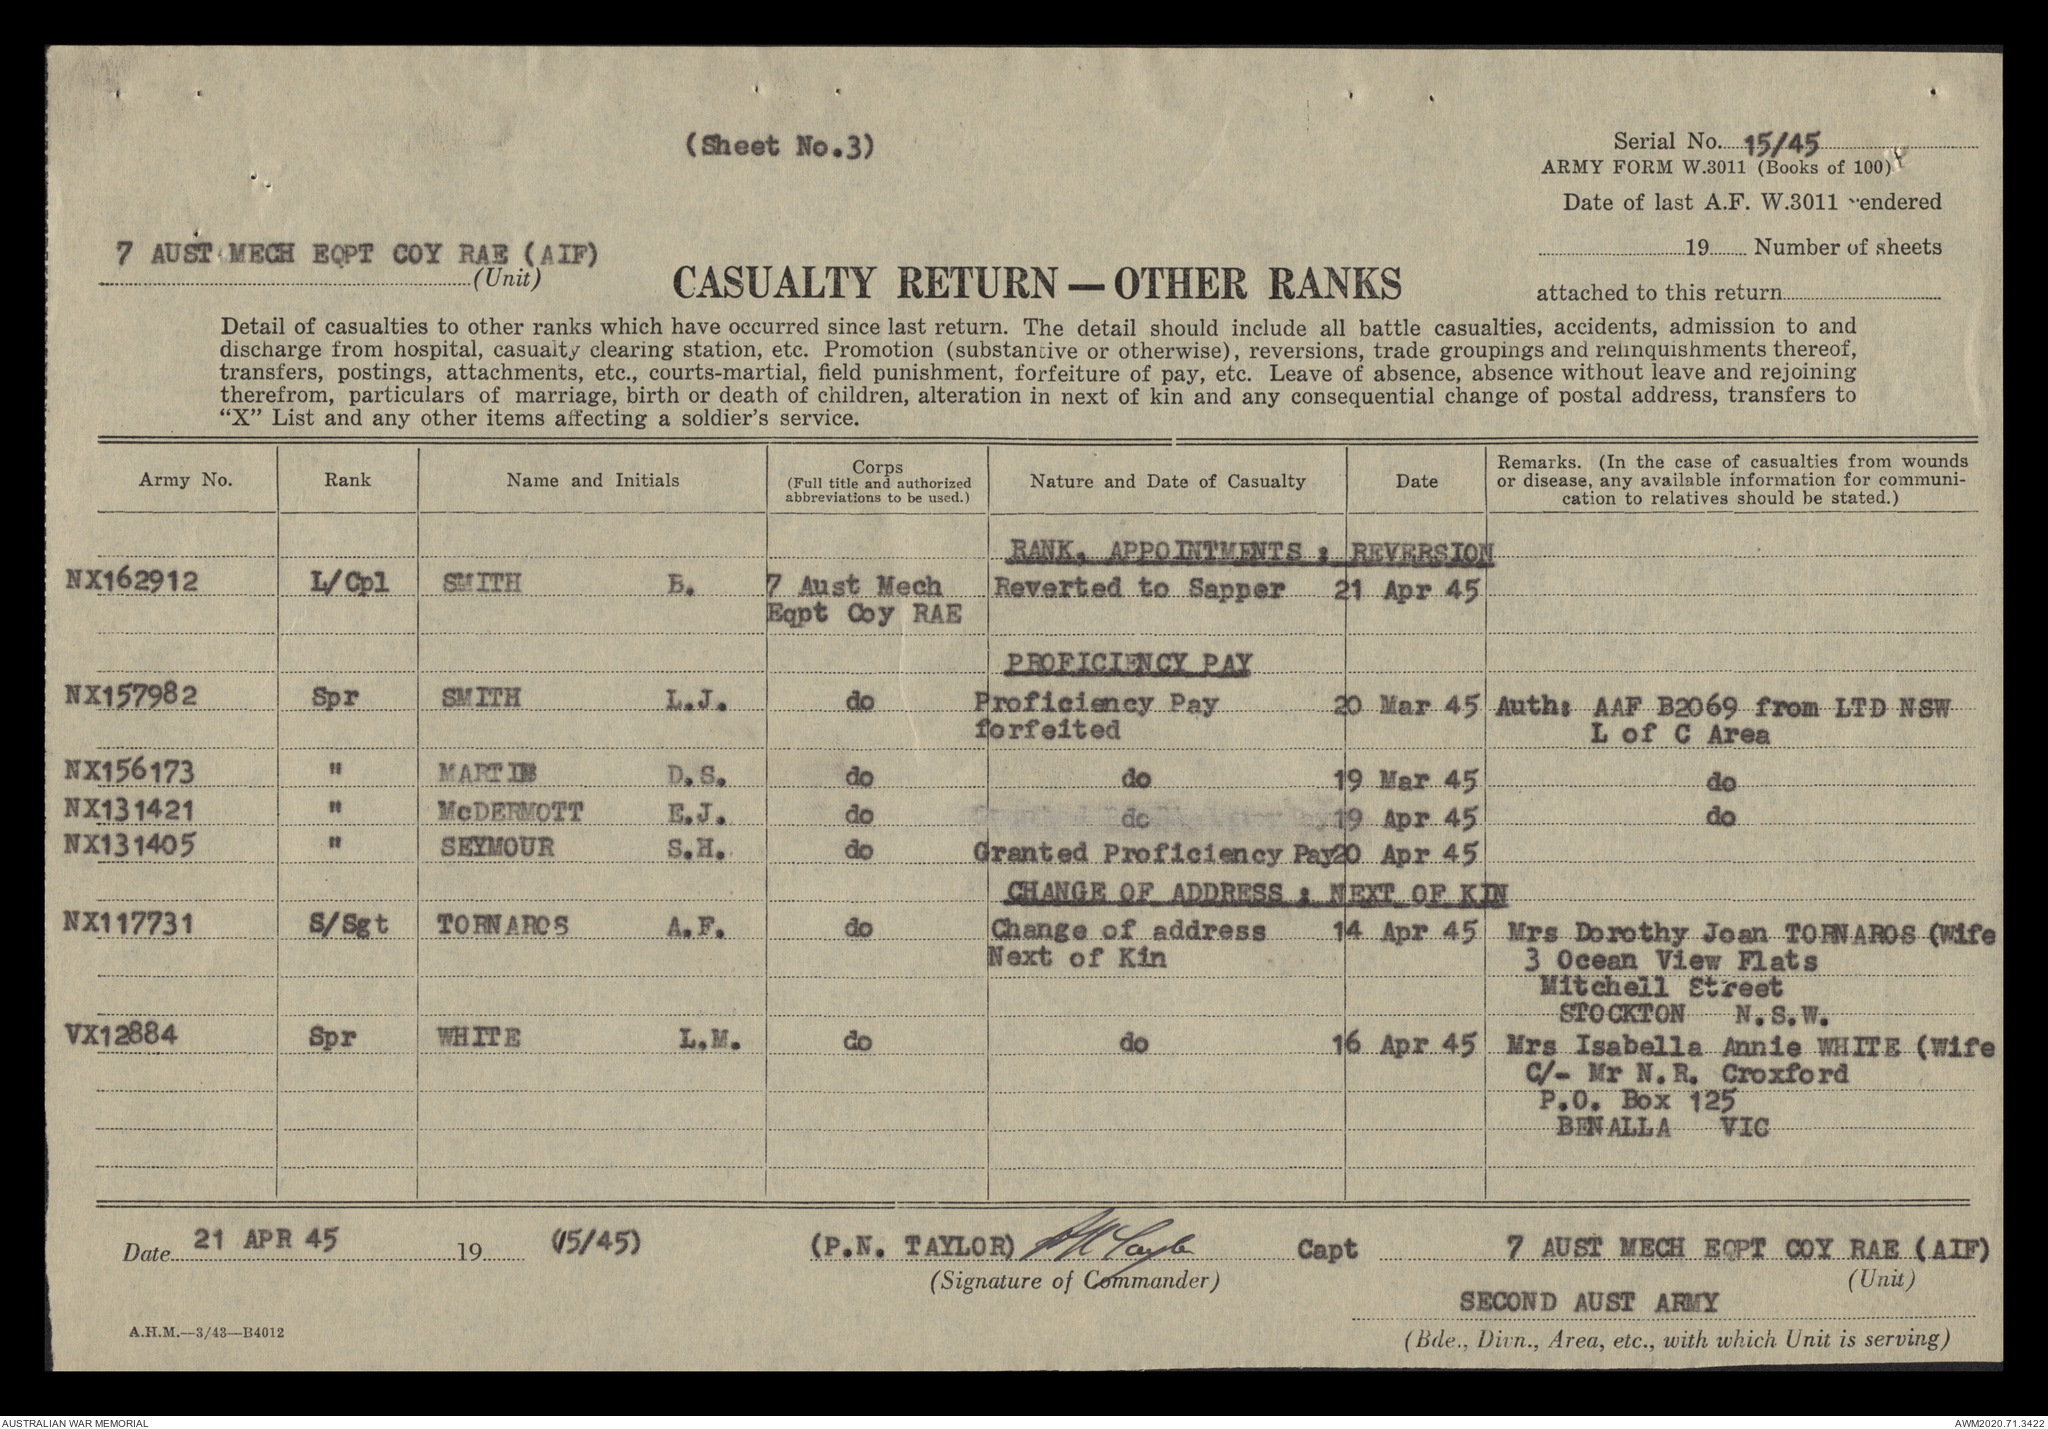 (Sheet No.3)
Serial No. 15/45
ARMY FORM W.3011 (Books of 100)
Date of last A.F. W.3011 rendered
7 AUST MECH EQPT COY RAE (AIF)
(Unit)
19 Number of sheets
attached to this return
CASUALTY RETURN — OTHER RANKS
Detail of casualties to other ranks which have occurred since last return. The detail should include all battle casualties, accidents, admission to and
discharge from hospital, casualty clearing station, etc. Promotion (substantive or otherwise), reversions, trade groupings and relinquishments thereof,
transfers, postings, attachments, etc., courts-martial, field punishment, forfeiture of pay, etc. Leave of absence, absence without leave and rejoining
therefrom, particulars of marriage, birth or death of children, alteration in next of kin and any consequential change of postal address, transfers to
“X” List and any other items affecting a soldier's service.
Army No. Rank Name and Initials Corps (Full title and authorized abbreviations to be used.) Nature and Date of Casualty Date Remarks. (In the case of casualties from wounds
or disease, any available information for communi-
cation to relatives should be stated.)
RANK, APPOINTMENTS : REVERSION
NX162912 L/Cpl SMITH B. 7 Aust Mech Reverted to Sapper 21 Apr 45
Eqpt Coy RAE
PROFICIENCY PAY
NX157982 Spr SMITH L.J. do Proficiency Pay 20 Mar 45 Auth: AAF B2069 from LTD NSW
forfeited L of C Area
NX156173 " MARTIN D.S. do do 19 Mar 45 do
NX131421 " McDERMOTT E.J. do do 19 Apr 45 do
NX131405 " SEYMOUR S.H. do Granted Proficiency Pay 20 Apr 45
CHANGE OF ADDRESS : NEXT OF KIN
NX117731 S/Sgt TORNAROS A.F. do Change of address 14 Apr 45 Mrs Dorothy Joan TORNAROS (Wife
Next of Kin 3 Ocean View Flats
Mitchell Street
STOCKTON N.S.W.
VX12884 Spr WHITE L.M. do do 16 Apr 45 Mrs Isabella Annie WHITE (Wife
C/- Mr N.R. Croxford
P.O. Box 125
BENALLA VIC
Date 21 APR 45 19 (15/45) (P.N. TAYLOR) Capt 7 AUST MECH EQPT COY RAE (AIF)
(Signature of Commander) (Unit)
SECOND AUST ARMY
A.H.M.—3/43—B4012
(Bde., Divn., Area, etc., with which Unit is serving)
AUSTRALIAN WAR MEMORIAL AWM2020.71.3422